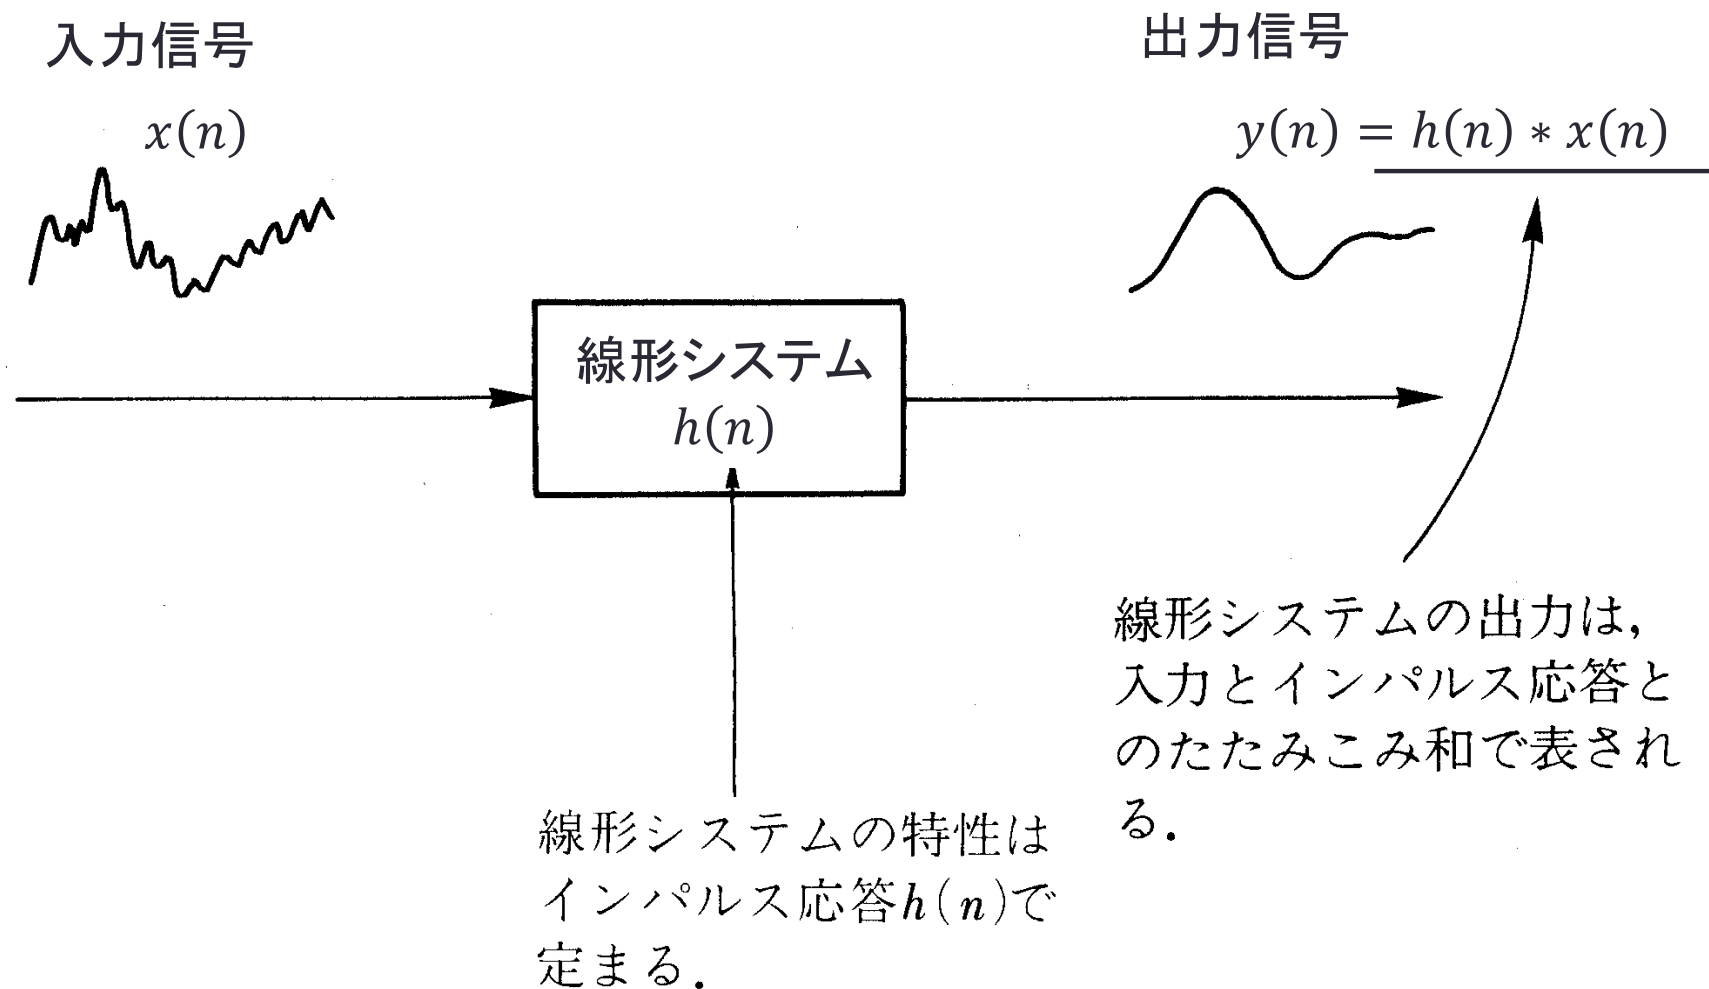 入力信号
x(n)
出力信号
y(n) = h(n) * x(n)
線形システム
h(n)
線形システムの出力は,
入力とインパルス応答と
のたたみこみ和で表され
る.
線形システムの特性は
インパルス応答h(n)で
定まる.